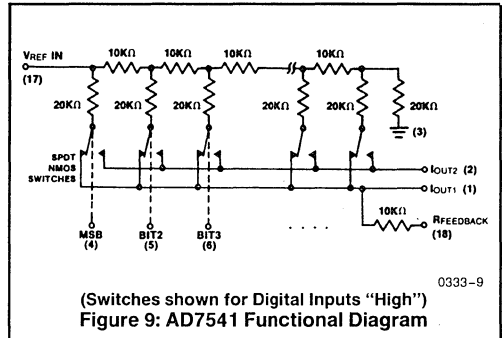 10KΩ 10KΩ 10KΩ 10KΩ
VREF IN
(17)
20KΩ 20KΩ 20KΩ 20KΩ 20KΩ 20KΩ
(3)
SPDT
NMOS
SWITCHES
IOUT2 (2)
IOUT1 (1)
10KΩ
RFEEDBACK
(18)
MSB BIT2 BIT3 . . . .
(4) (5) (6)
0333-9
(Switches shown for Digital Inputs "High")
Figure 9: AD7541 Functional Diagram